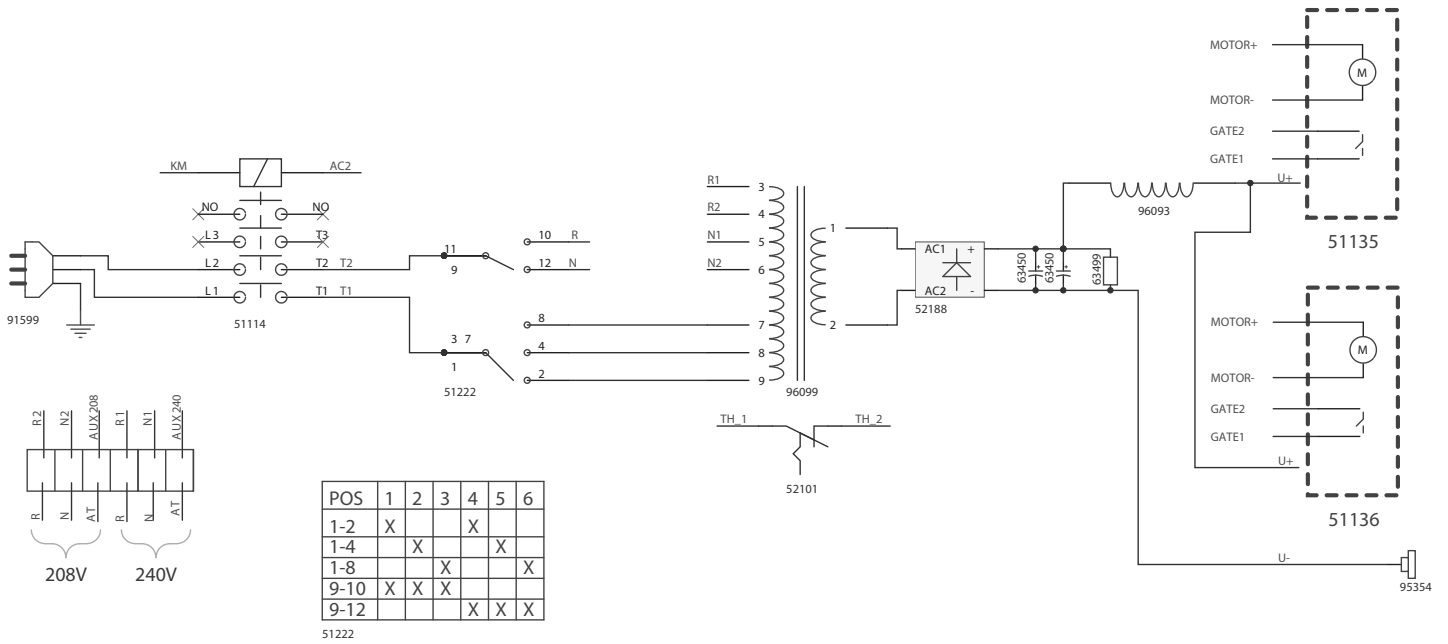 MOTOR+
M
MOTOR-
GATE2
GATE1
U+
51135
KM
AC2
NO
NO
L3
T3
L2
T2
T2
L1
T1
T1
91599
51114
11
9
10
R
12
N
3
7
1
8
4
2
51222
R1
3
R2
4
N1
5
N2
6
7
8
9
1
2
96099
AC1
+
AC2
-
52188
63450
+
63450
+
63499
96093
MOTOR+
M
MOTOR-
GATE2
GATE1
U+
51136
U-
95354
TH_1
TH_2
52101
R2
N2
AUX 208
R1
N1
AUX 240
R
N
AT
R
N
AT
208V
240V
POS 1 2 3 4 5 6
1-2 X X
1-4 X X
1-8 X X
9-10 X X X
9-12 X X X
51222